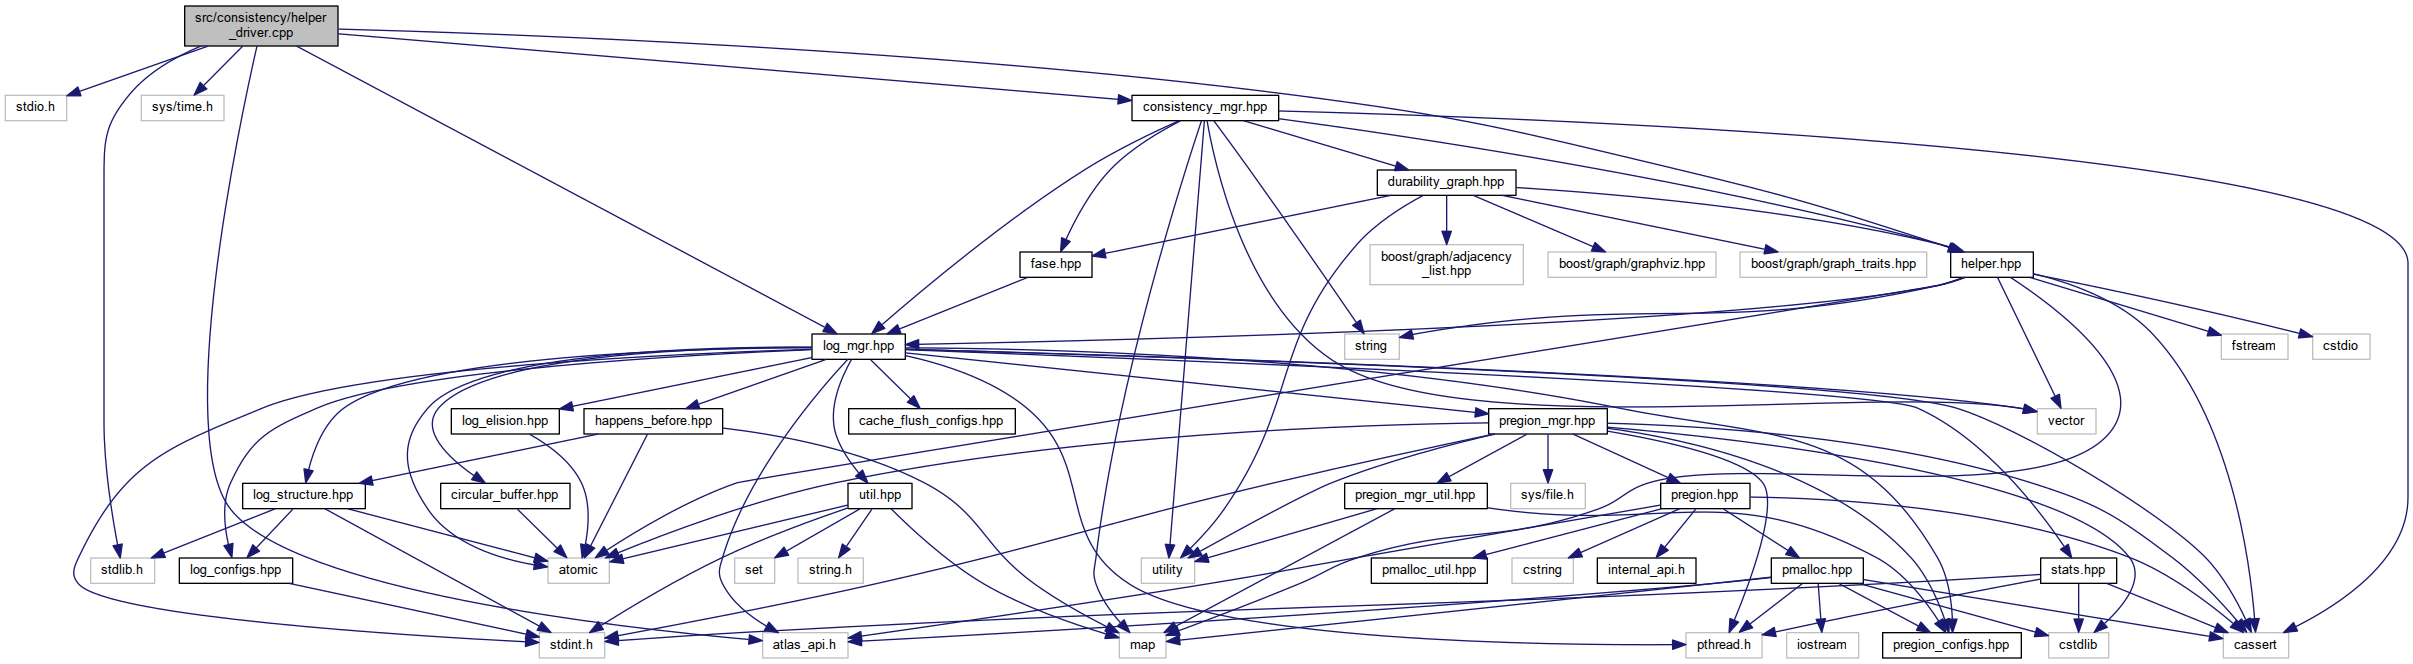 src/consistency/helper
_driver.cpp
stdio.h
sys/time.h
consistency_mgr.hpp
durability_graph.hpp
fase.hpp
boost/graph/adjacency
_list.hpp
boost/graph/graphviz.hpp
boost/graph/graph_traits.hpp
helper.hpp
log_mgr.hpp
string
fstream
cstdio
log_elision.hpp
happens_before.hpp
cache_flush_configs.hpp
pregion_mgr.hpp
vector
log_structure.hpp
circular_buffer.hpp
util.hpp
pregion_mgr_util.hpp
sys/file.h
pregion.hpp
stdlib.h
log_configs.hpp
atomic
set
string.h
utility
pmalloc_util.hpp
cstring
internal_api.h
pmalloc.hpp
stats.hpp
stdint.h
atlas_api.h
map
pthread.h
iostream
pregion_configs.hpp
cstdlib
cassert